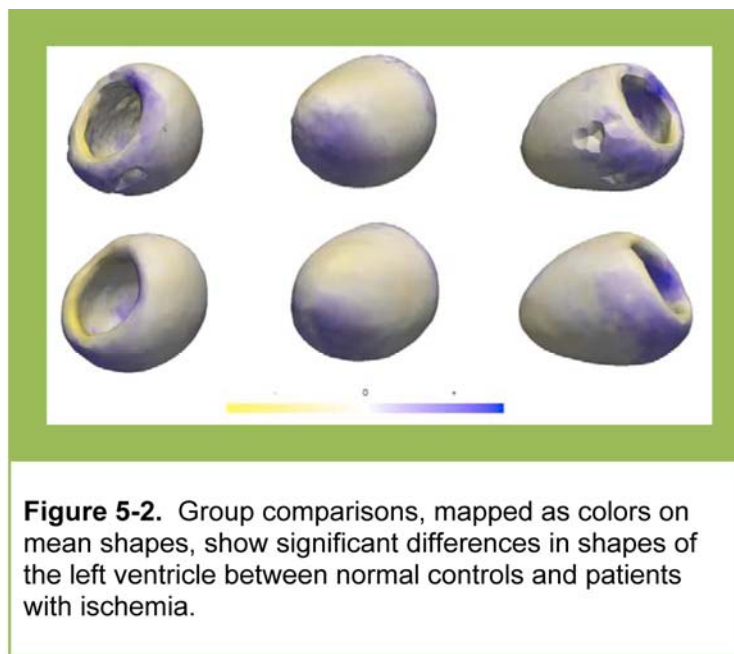 - 0 +
Figure 5-2. Group comparisons, mapped as colors on
mean shapes, show significant differences in shapes of
the left ventricle between normal controls and patients
with ischemia.